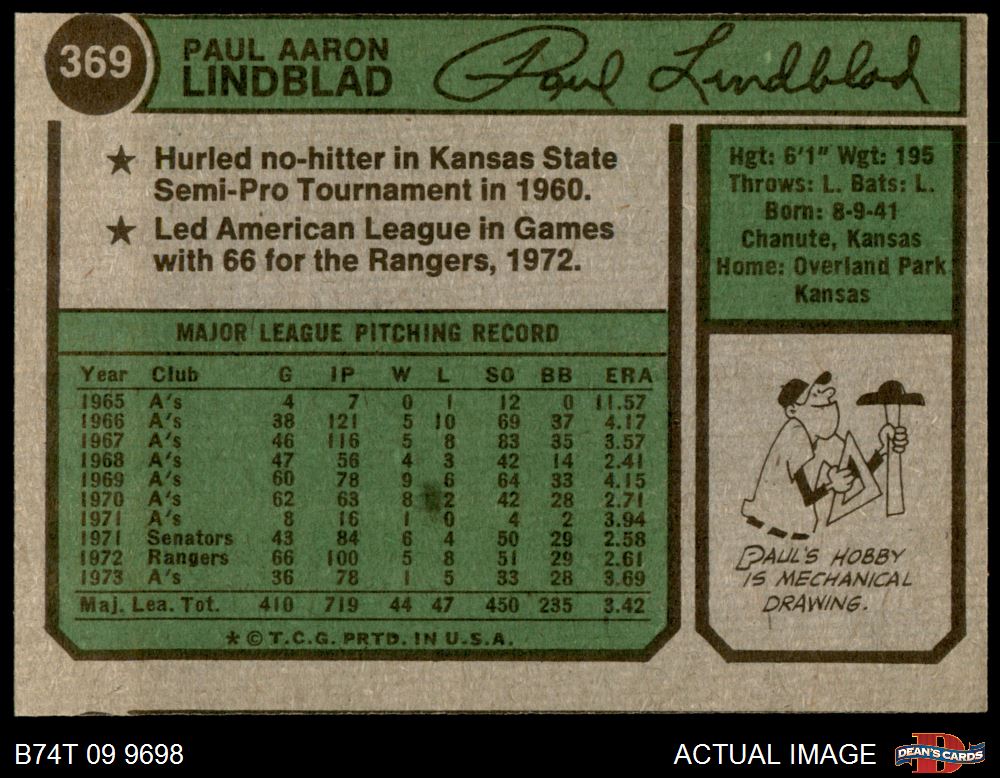 369
PAUL AARON
LINDBLAD
Paul Lindblad
★ Hurled no-hitter in Kansas State
Semi-Pro Tournament in 1960.
★ Led American League in Games
with 66 for the Rangers, 1972.
Hgt: 6'1" Wgt: 195
Throws: L. Bats: L.
Born: 8-9-41
Chanute, Kansas
Home: Overland Park
Kansas
MAJOR LEAGUE PITCHING RECORD
Year Club G IP W L SO BB ERA
1965 A's 4 7 0 1 12 0 11.57
1966 A's 38 121 5 10 69 37 4.17
1967 A's 46 116 5 8 83 35 3.57
1968 A's 47 56 4 3 42 14 2.41
1969 A's 60 78 9 6 64 33 4.15
1970 A's 62 63 8 2 42 28 2.71
1971 A's 8 16 1 0 4 2 3.94
1971 Senators 43 84 6 4 50 29 2.58
1972 Rangers 66 100 5 8 51 29 2.61
1973 A's 36 78 1 5 33 28 3.69
Maj. Lea. Tot. 410 719 44 47 450 235 3.42
★ © T.C.G. PRTD. IN U.S.A.
PAUL'S HOBBY
IS MECHANICAL
DRAWING.
B74T 09 9698
ACTUAL IMAGE
DEAN'S CARDS